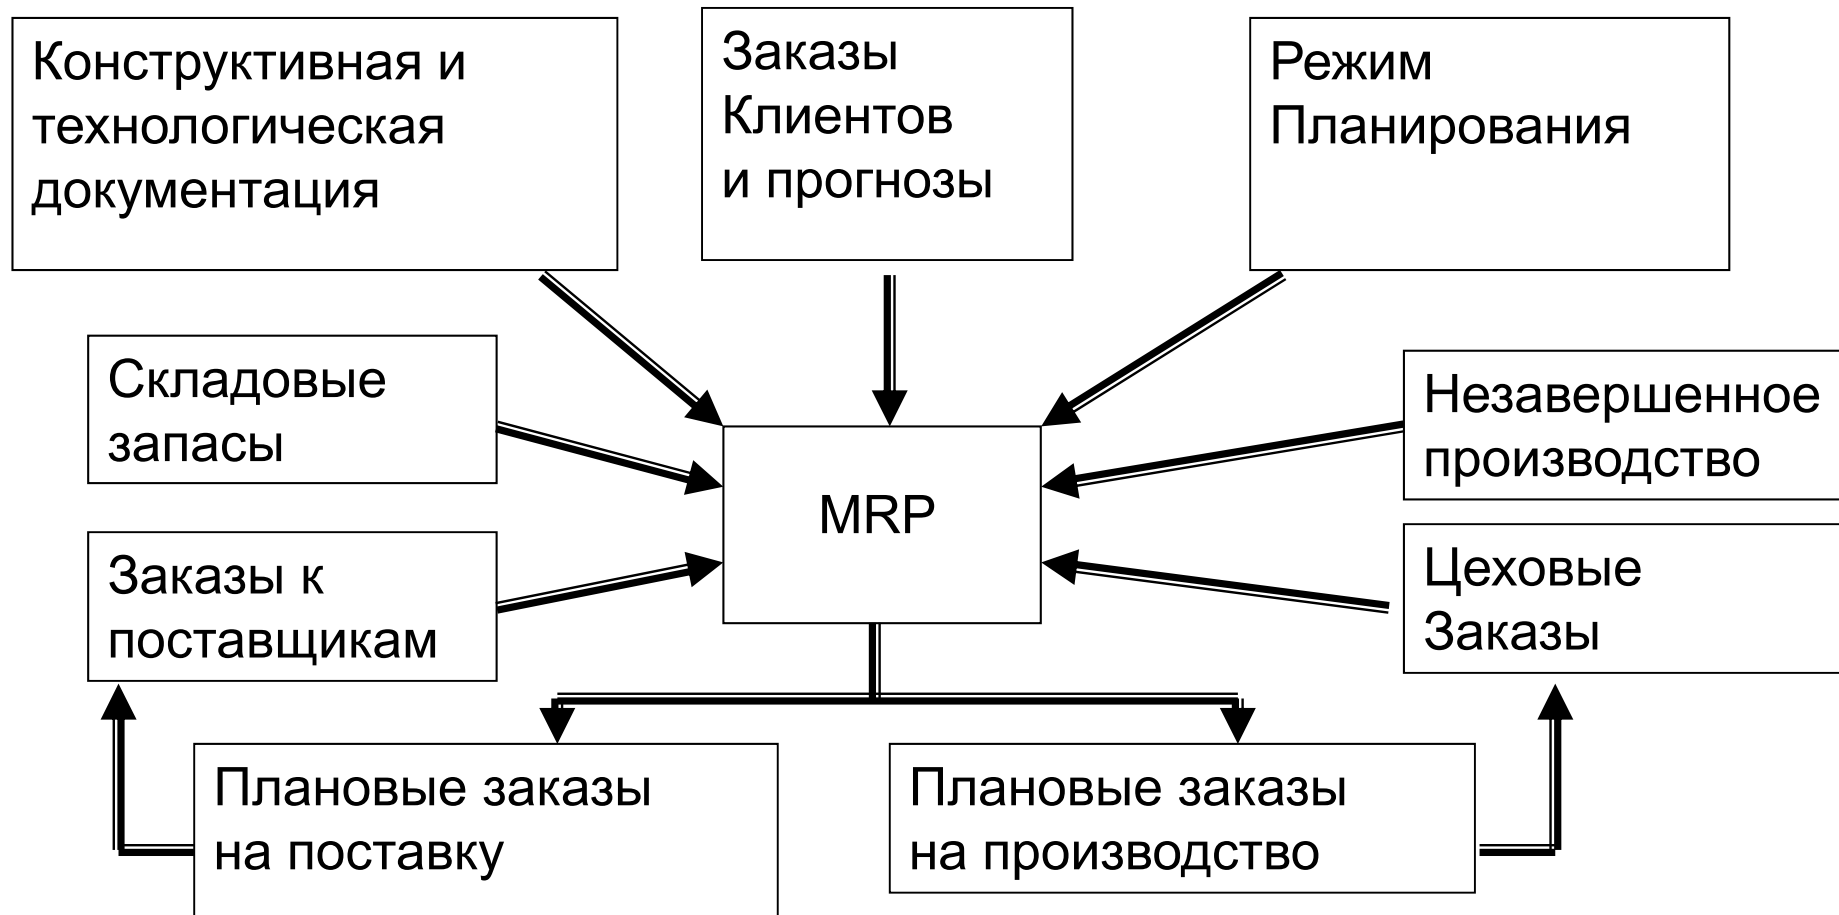 Конструктивная и
технологическая
документация
Заказы
Клиентов
и прогнозы
Режим
Планирования
Складовые
запасы
Незавершенное
производство
MRP
Заказы к
поставщикам
Цеховые
Заказы
Плановые заказы
на поставку
Плановые заказы
на производство